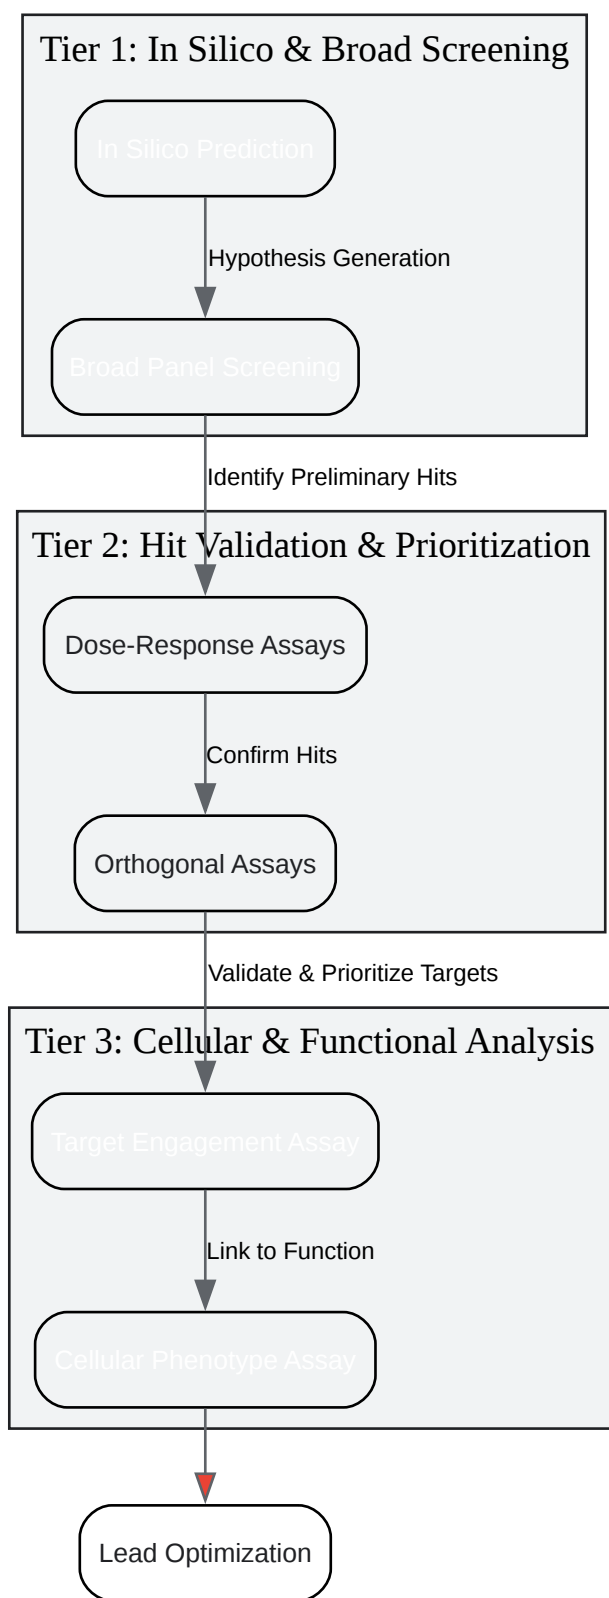 Tier 1: In Silico & Broad Screening
In Silico Prediction
Hypothesis Generation
Broad Panel Screening
Identify Preliminary Hits
Tier 2: Hit Validation & Prioritization
Dose-Response Assays
Confirm Hits
Orthogonal Assays
Validate & Prioritize Targets
Tier 3: Cellular & Functional Analysis
Target Engagement Assay
Link to Function
Cellular Phenotype Assay
Lead Optimization